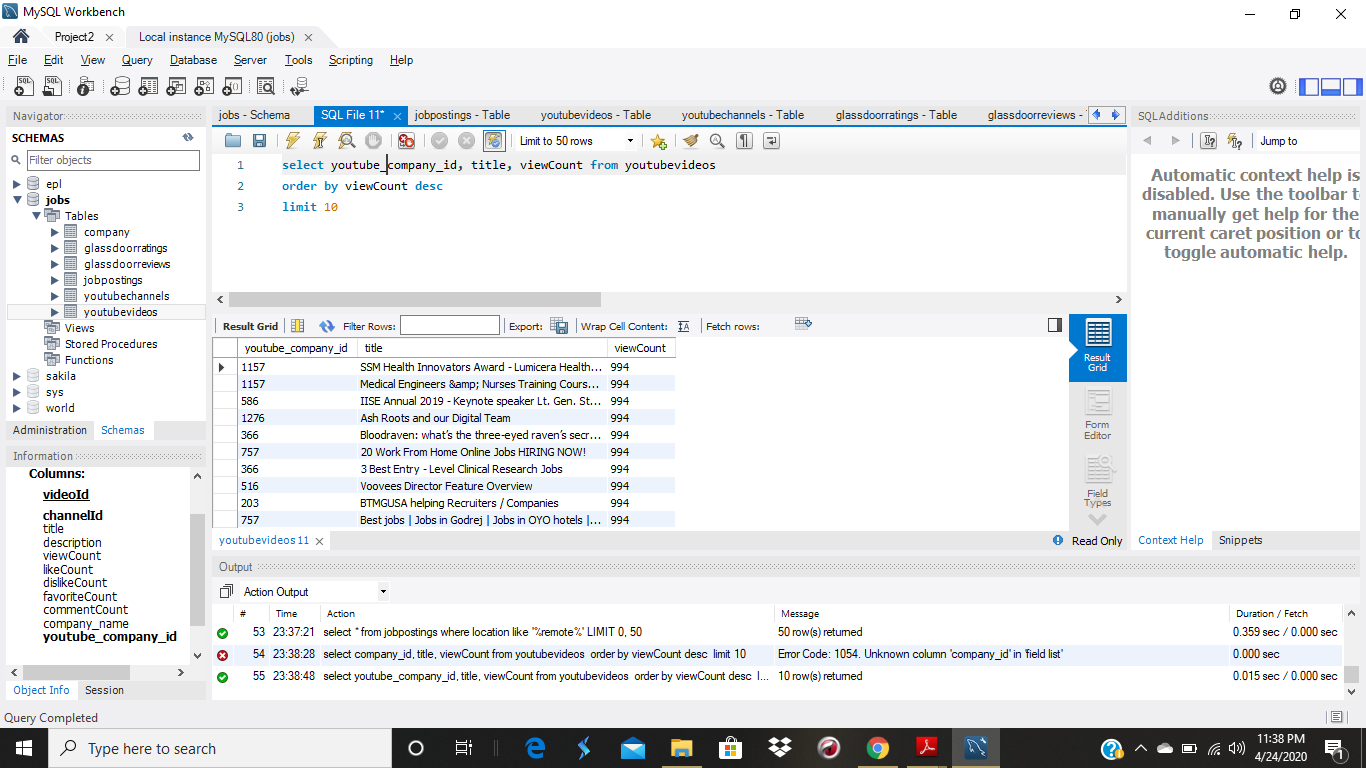 MySQL Workbench
Project2
Local instance MySQL80 (jobs)
File Edit View Query Database Server Tools Scripting Help
Navigator
SCHEMAS
Filter objects
epl
jobs
Tables
company
glassdoorratings
glassdoorreviews
jobpostings
youtubechannels
youtubevideos
Views
Stored Procedures
Functions
sakila
sys
world
Administration Schemas
Information
Columns:
videoId
channelId
title
description
viewCount
likeCount
dislikeCount
favoriteCount
commentCount
company_name
youtube_company_id
Object Info Session
jobs - Schema SQL File 11* jobpostings - Table youtubevideos - Table youtubechannels - Table glassdoorratings - Table glassdoorreviews -
Limit to 50 rows
1 select youtube_company_id, title, viewCount from youtubevideos
2 order by viewCount desc
3 limit 10
Result Grid Filter Rows: Export: Wrap Cell Content: Fetch rows:
youtube_company_id title viewCount
1157 SSM Health Innovators Award - Lumicera Health... 994
1157 Medical Engineers &amp; Nurses Training Cours... 994
586 IISE Annual 2019 - Keynote speaker Lt. Gen. St... 994
1276 Ash Roots and our Digital Team 994
366 Bloodraven: what's the three-eyed raven's secr... 994
757 20 Work From Home Online Jobs HIRING NOW! 994
366 3 Best Entry - Level Clinical Research Jobs 994
516 Voovees Director Feature Overview 994
203 BTMGUSA helping Recruiters / Companies 994
757 Best jobs | Jobs in Godrej | Jobs in OYO hotels |... 994
Result Grid
Form Editor
Field Types
youtubevideos 11
Read Only
SQLAdditions
Jump to
Automatic context help is
disabled. Use the toolbar t
manually get help for the
current caret position or to
toggle automatic help.
Context Help Snippets
Output
Action Output
# Time Action Message Duration / Fetch
53 23:37:21 select * from jobpostings where location like '%remote%' LIMIT 0, 50 50 row(s) returned 0.359 sec / 0.000 sec
54 23:38:28 select company_id, title, viewCount from youtubevideos order by viewCount desc limit 10 Error Code: 1054. Unknown column 'company_id' in 'field list' 0.000 sec
55 23:38:48 select youtube_company_id, title, viewCount from youtubevideos order by viewCount desc l... 10 row(s) returned 0.015 sec / 0.000 sec
Query Completed
Type here to search
11:38 PM
4/24/2020
1